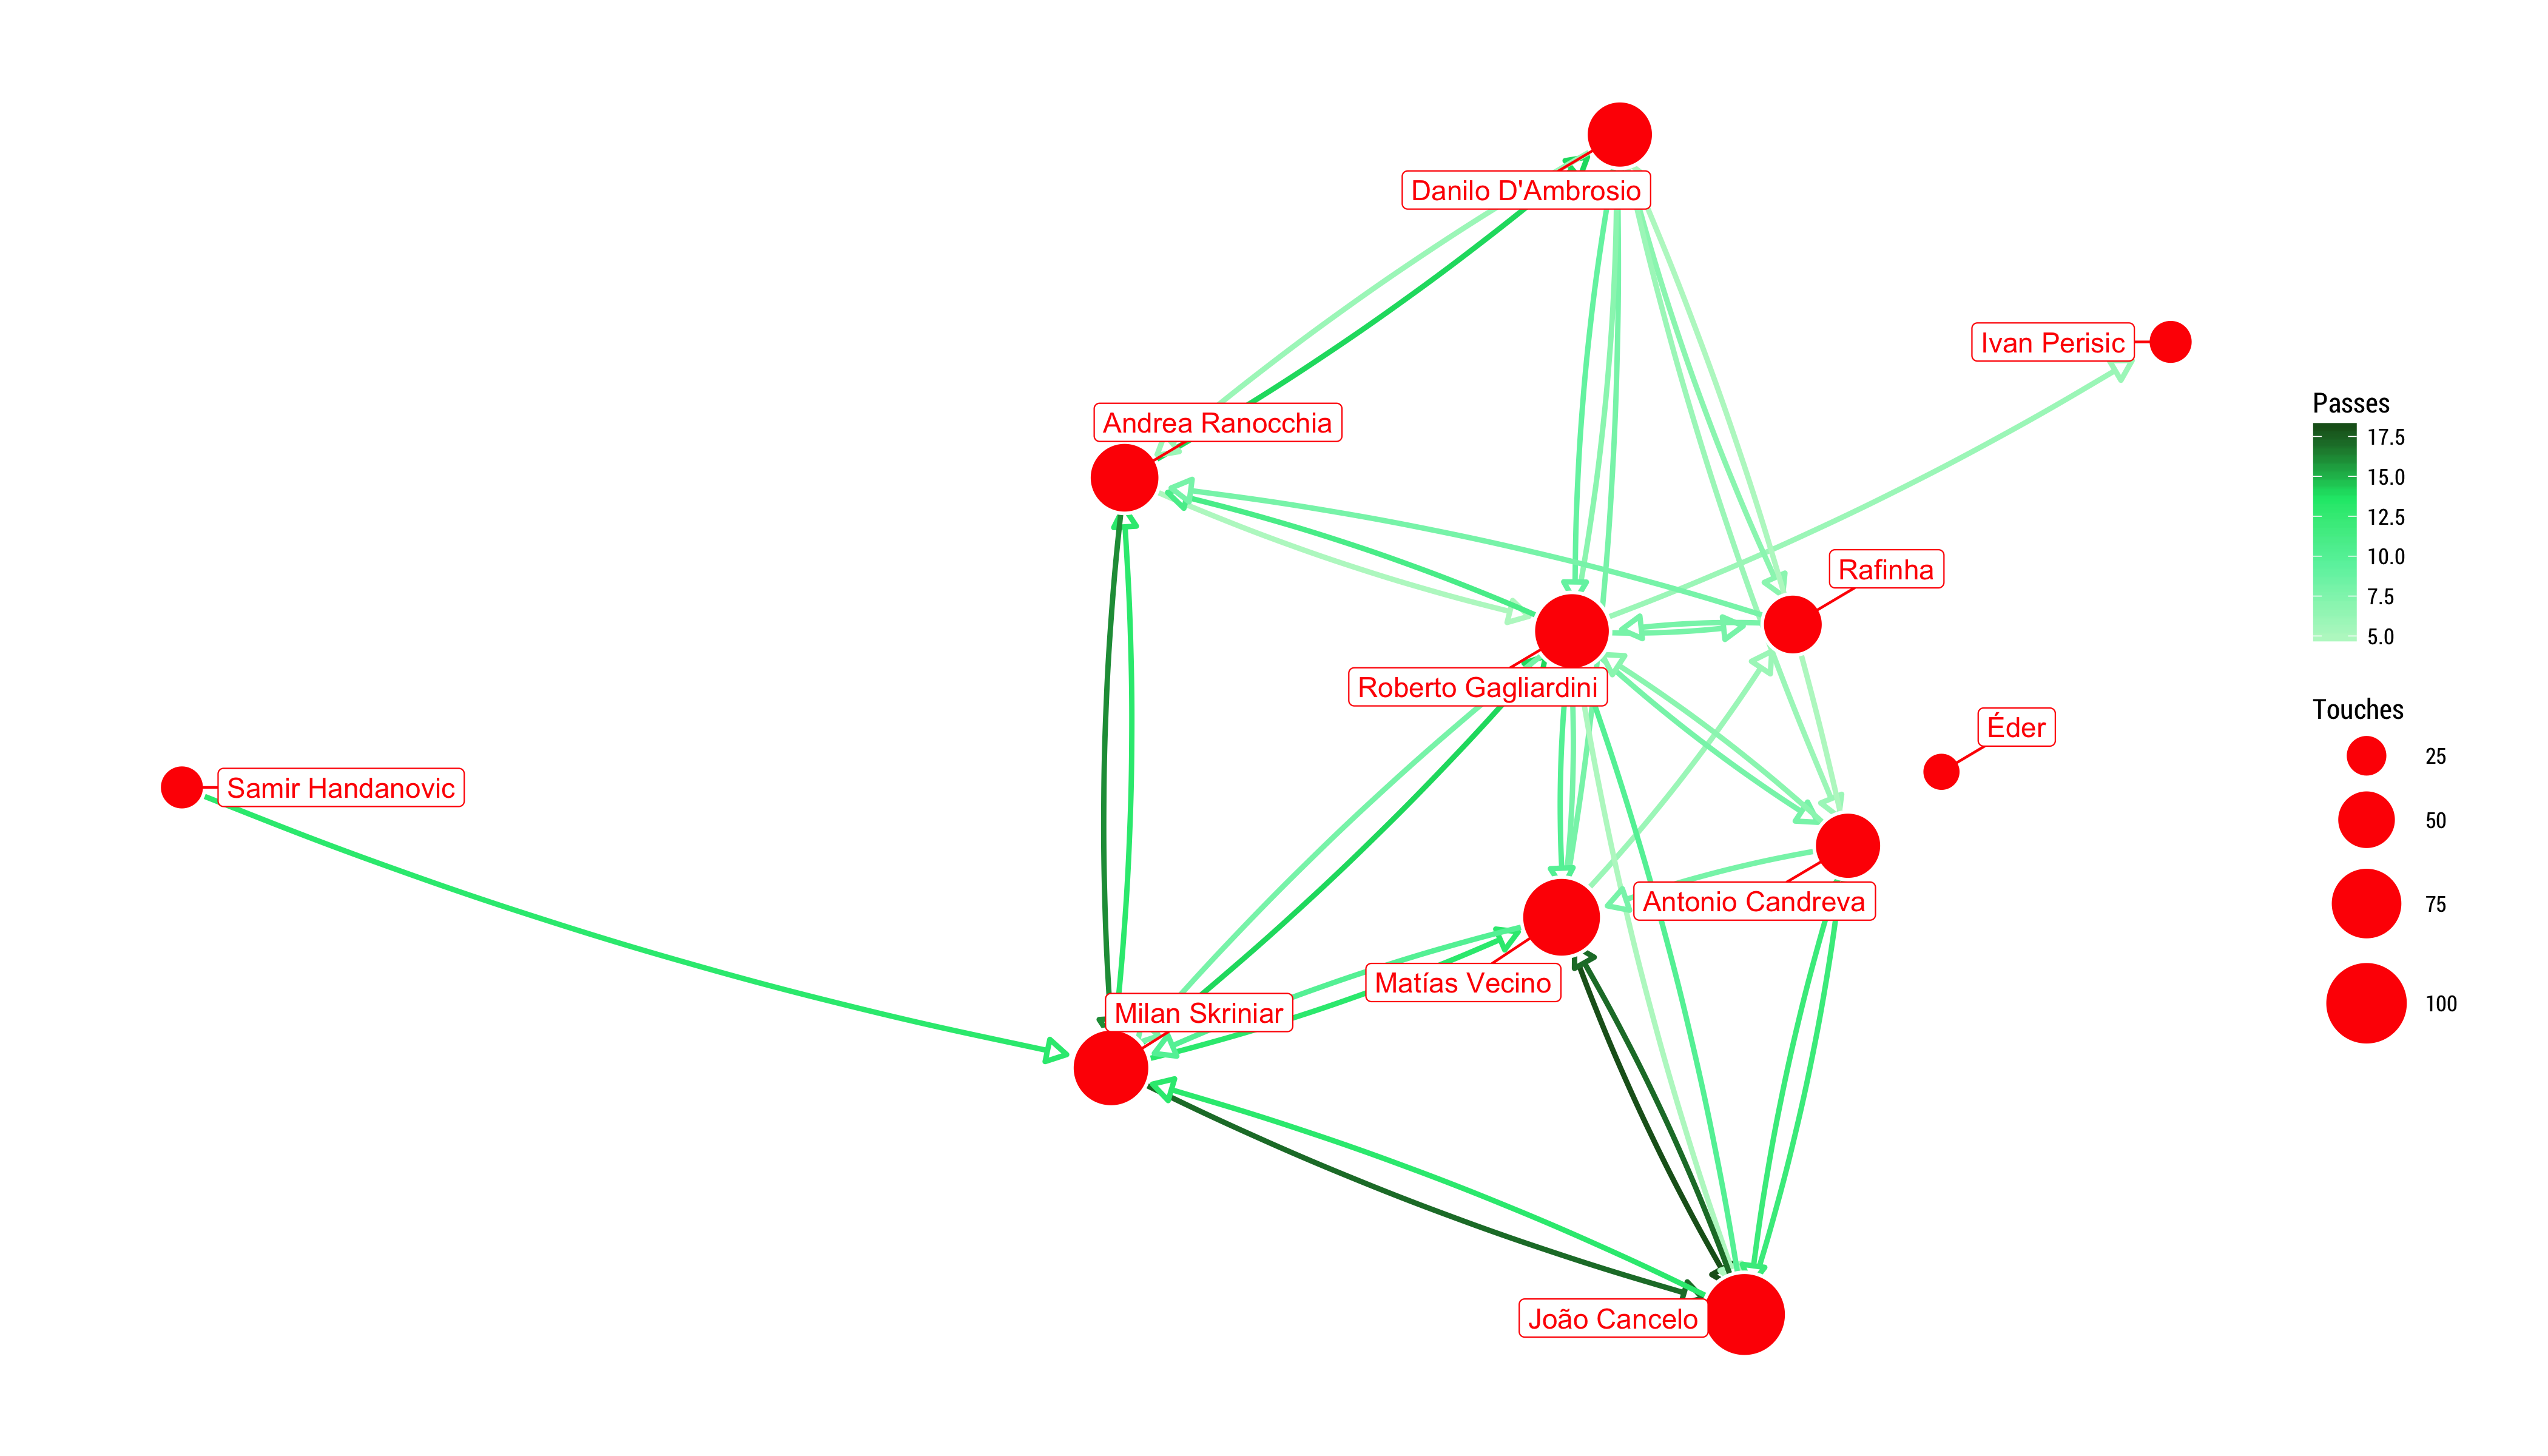 Danilo D'Ambrosio
Ivan Perisic
Andrea Ranocchia
Rafinha
Roberto Gagliardini
Éder
Samir Handanovic
Antonio Candreva
Matías Vecino
Milan Skriniar
João Cancelo
Passes
17.5
15.0
12.5
10.0
7.5
5.0
Touches
25
50
75
100